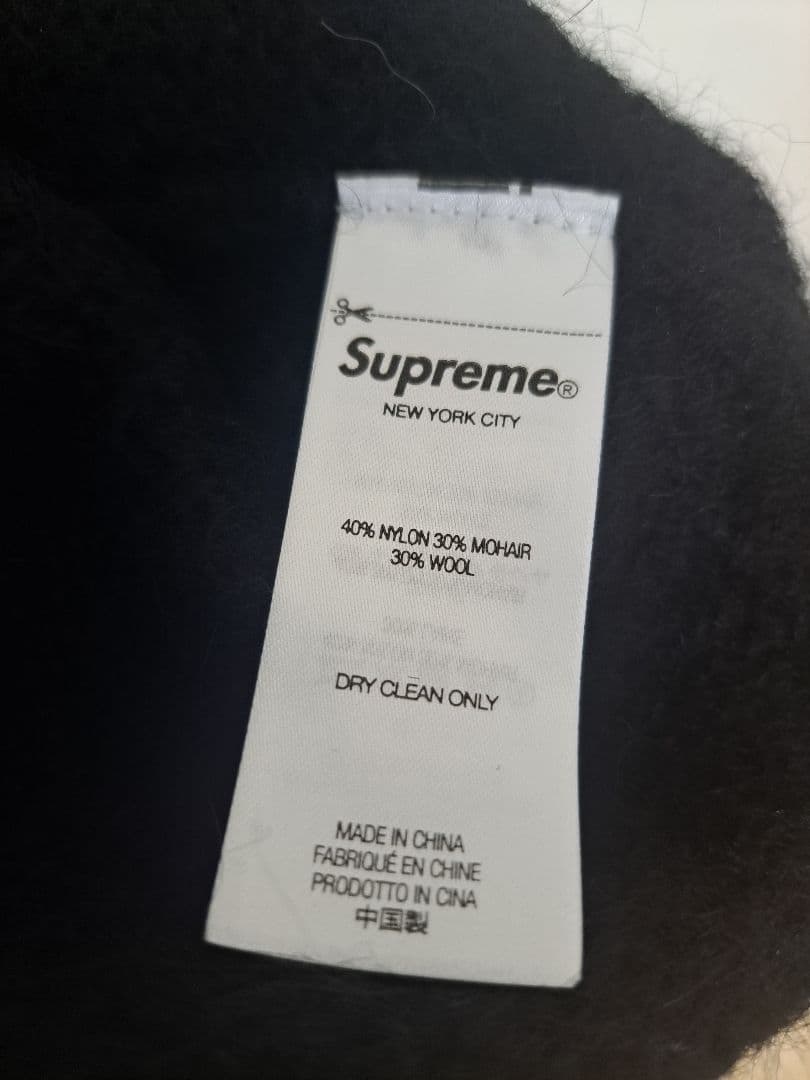 Supreme®
NEW YORK CITY
40% NYLON 30% MOHAIR
30% WOOL
DRY CLEAN ONLY
MADE IN CHINA
FABRIQUÉ EN CHINE
PRODOTTO IN CINA
中国製